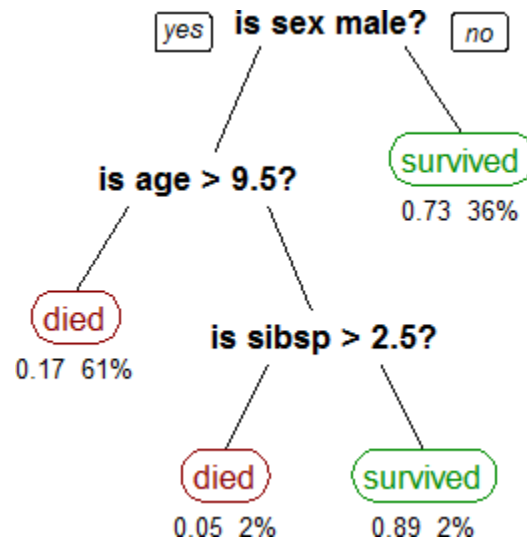 yes is sex male? no
survived
0.73 36%
is age > 9.5?
died
0.17 61%
is sibsp > 2.5?
died survived
0.05 2% 0.89 2%